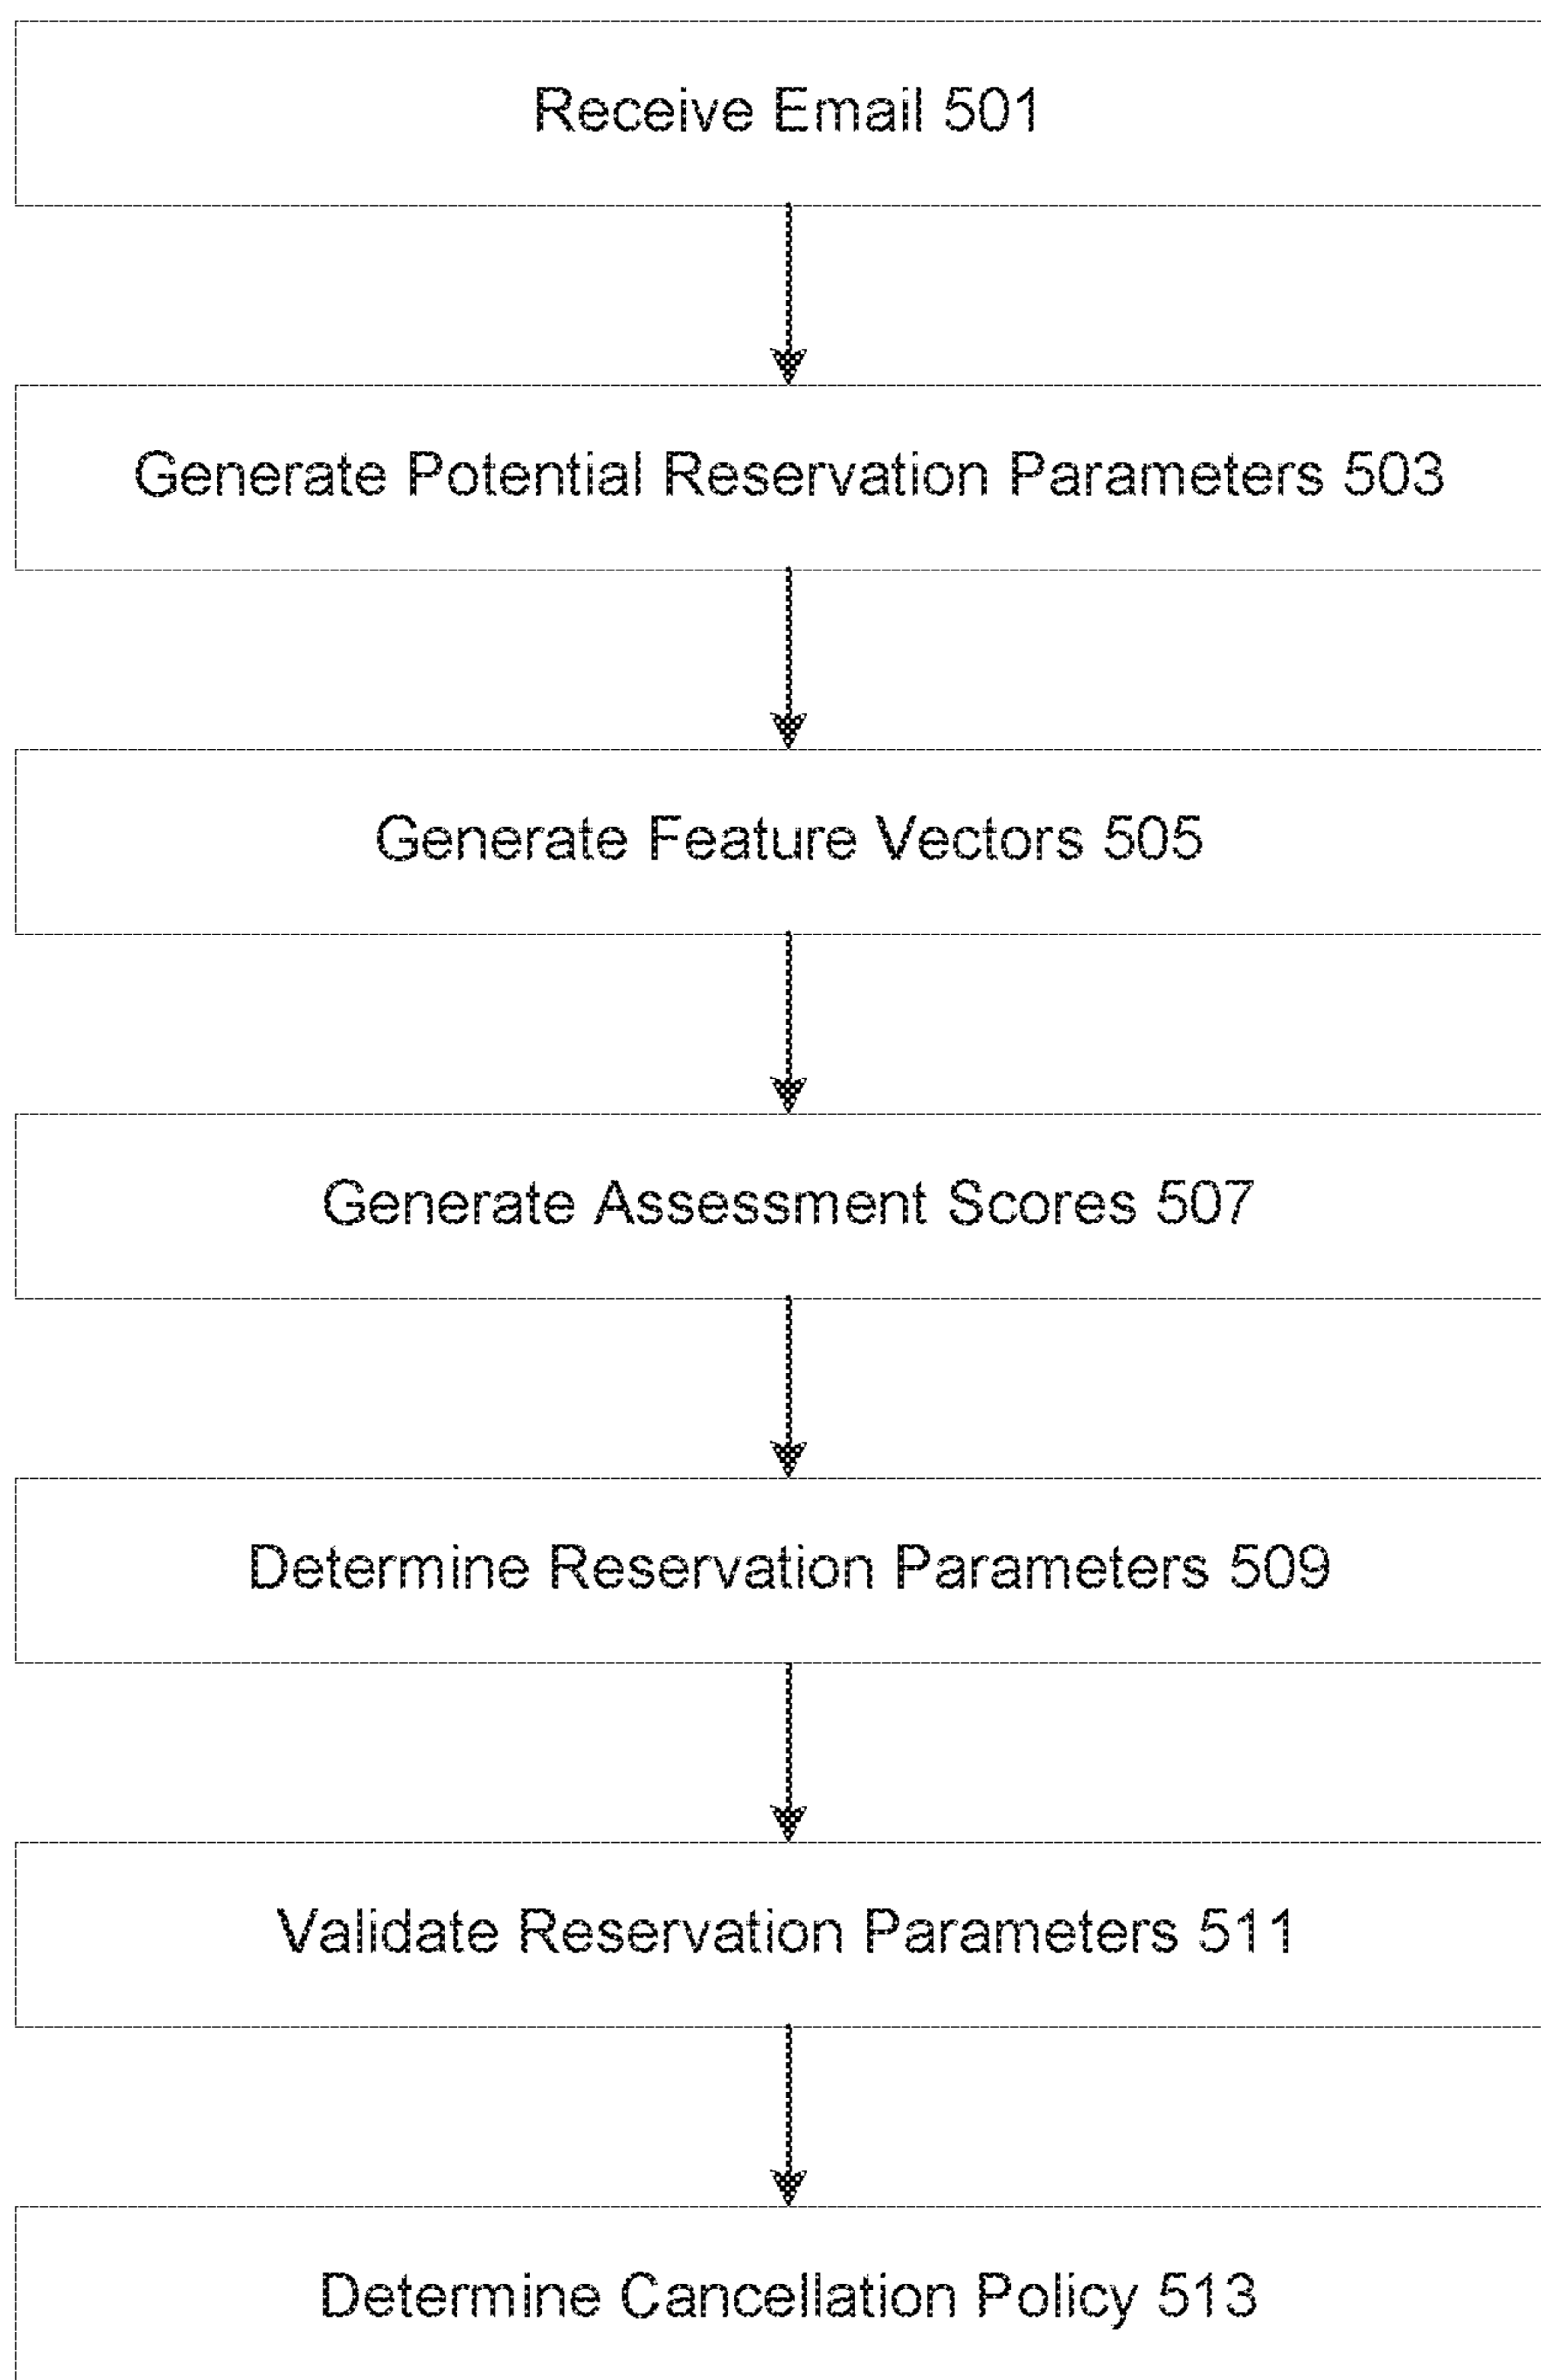 Receive Email 501
Generate Potential Reservation Parameters 503
Generate Feature Vectors 505
Generate Assessment Scores 507
Determine Reservation Parameters 509
Validate Reservation Parameters 511
Determine Cancellation Policy 513